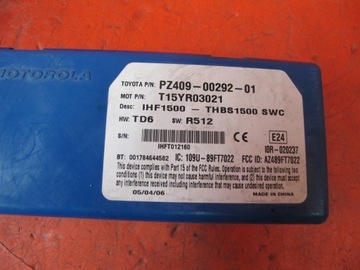 MOTOROLA
TOYOTA P/N: PZ409-00292-01
MOT P/N: T15YR03021
Desc: IHF1500 - THBS1500 SWC
HW: TD6 SW: R512
S/N:
IHFT012160
E24
IDR-020237
BT: 001784644502 IC: 109U-89FT7022 FCC ID: AZ489FT7022
This device complies with Part 15 of the FCC Rules. Operation is subject to
the following two conditions: (1) this device may not cause harmful
interference, and (2) this device must accept any interference received,
including interference that may cause undesired operation.
05/04/06
MADE IN CHINA